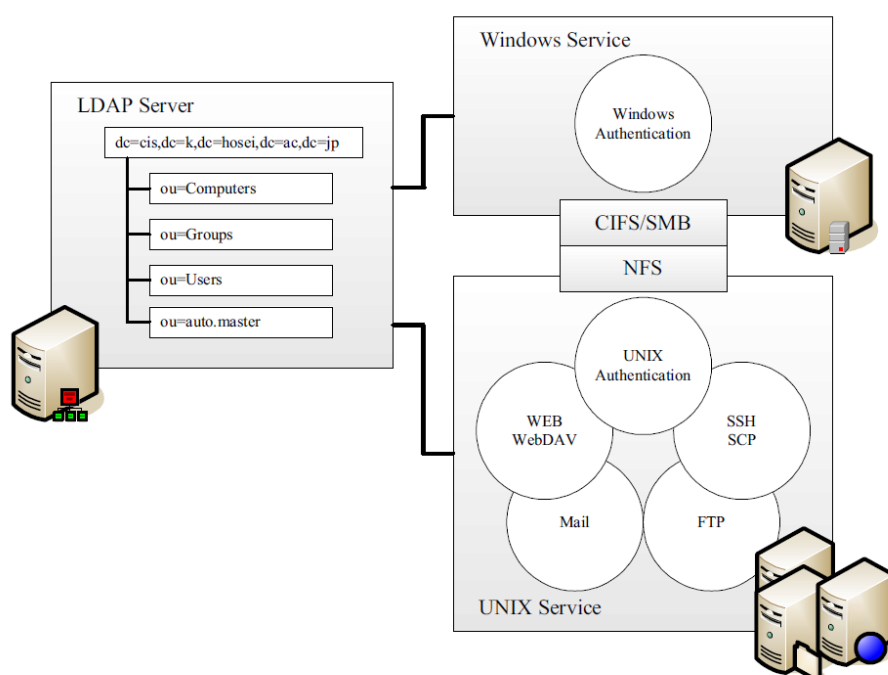 LDAP Server
dc=cis,dc=k,dc=hosei,dc=ac,dc=jp
ou=Computers
ou=Groups
ou=Users
ou=auto.master
Windows Service
Windows
Authentication
CIFS/SMB
NFS
UNIX
Authentication
WEB
WebDAV
SSH
SCP
Mail
FTP
UNIX Service